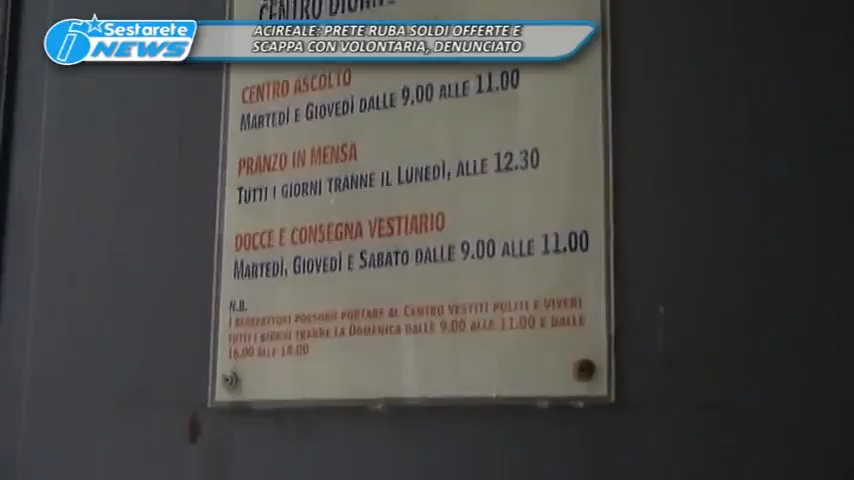 Sestarete
6 NEWS
ACIREALE: PRETE RUBA SOLDI OFFERTE E
SCAPPA CON VOLONTARIA, DENUNCIATO
CENTRO DIURNO
CENTRO ASCOLTO
MARTEDÌ E GIOVEDÌ DALLE 9,00 ALLE 11.00
PRANZO IN MENSA
TUTTI I GIORNI TRANNE IL LUNEDÌ, ALLE 12.30
DOCCE E CONSEGNA VESTIARIO
MARTEDÌ, GIOVEDÌ E SABATO DALLE 9.00 ALLE 11.00
N.B.
I BENEFATTORI POSSONO PORTARE AL CENTRO VESTITI PULITI E VIVERI
TUTTI I GIORNI TRANNE LA DOMENICA DALLE 9.00 ALLE 11.00 E DALLE
16.00 ALLE 18.00